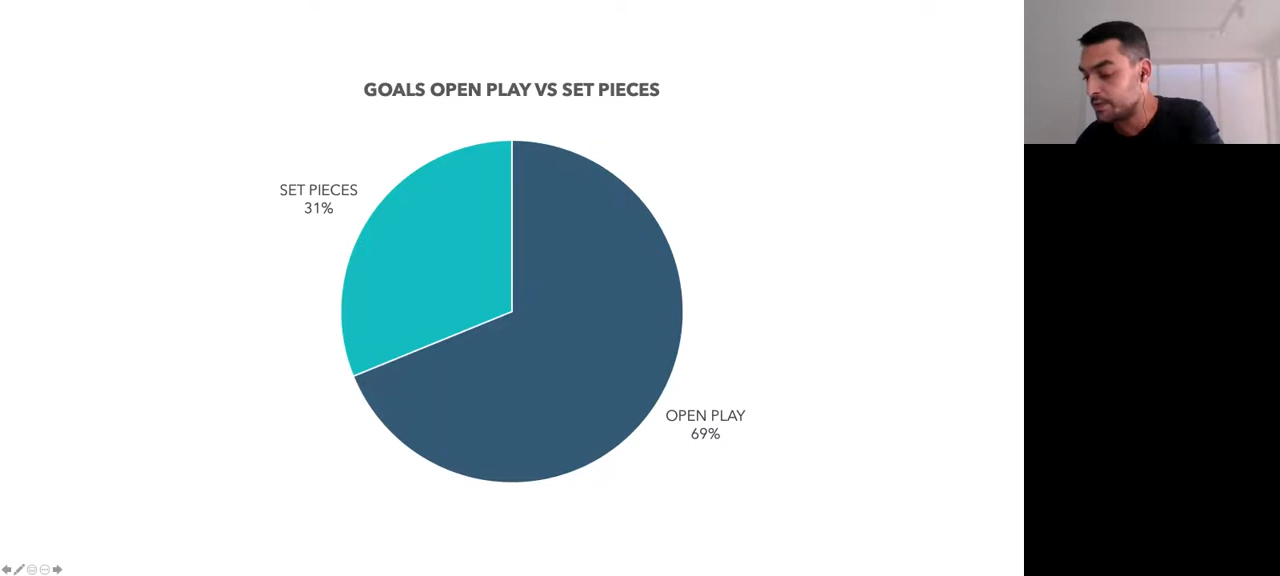 GOALS OPEN PLAY VS SET PIECES
SET PIECES
31%
OPEN PLAY
69%